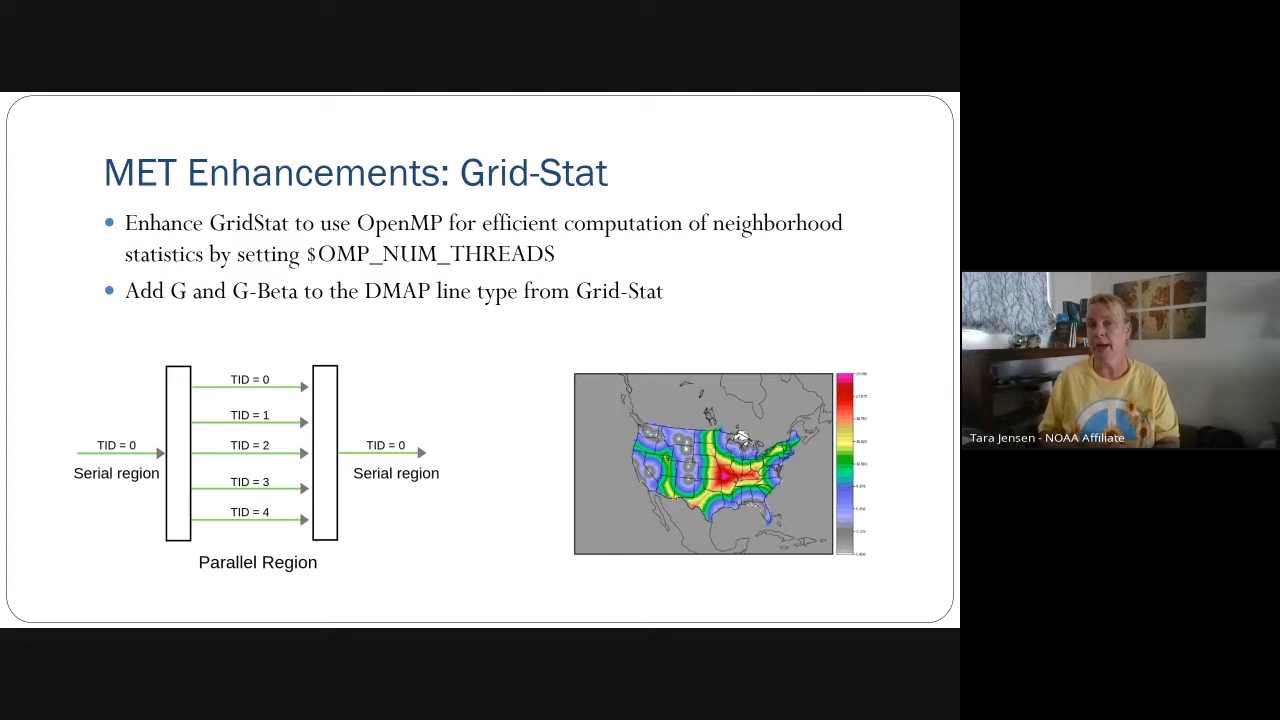 MET Enhancements: Grid-Stat
Enhance GridStat to use OpenMP for efficient computation of neighborhood
statistics by setting $OMP_NUM_THREADS
Add G and G-Beta to the DMAP line type from Grid-Stat
TID = 0
TID = 1
TID = 2
TID = 3
TID = 4
TID = 0
Serial region
TID = 0
Serial region
Parallel Region
Tara Jensen - NOAA Affiliate